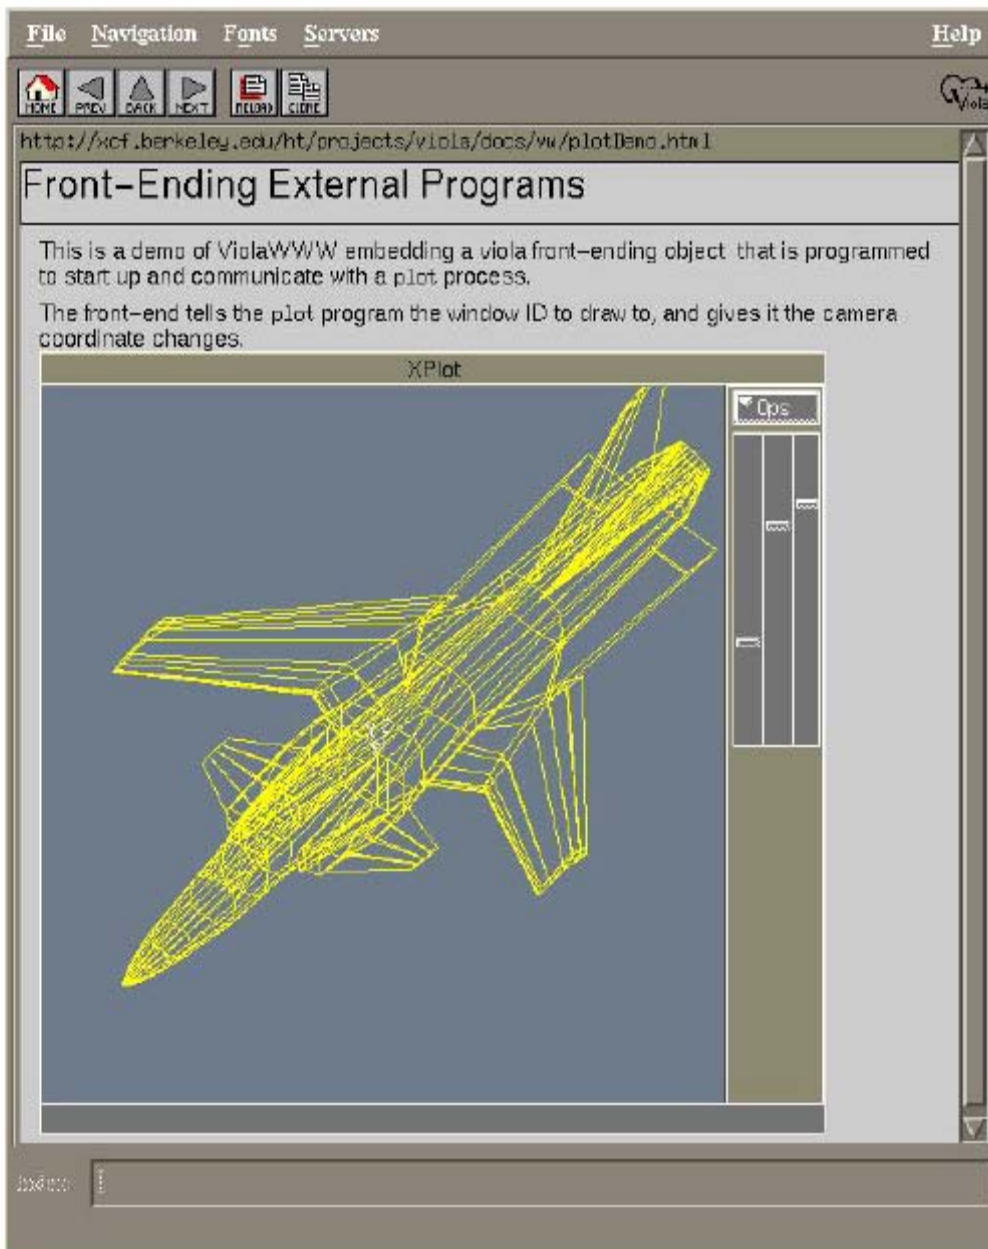 File Navigation Fonts Servers Help
HOME PREV BACK NEXT RELOAD CLONE
Viola
http://xcf.berkeley.edu/ht/projects/viola/docs/vw/plotDemo.html
Front-Ending External Programs
This is a demo of ViolaWWW embedding a viola front-ending object that is programmed
to start up and communicate with a plot process.
The front-end tells the plot program the window ID to draw to, and gives it the camera
coordinate changes.
XPlot
Ops
Index